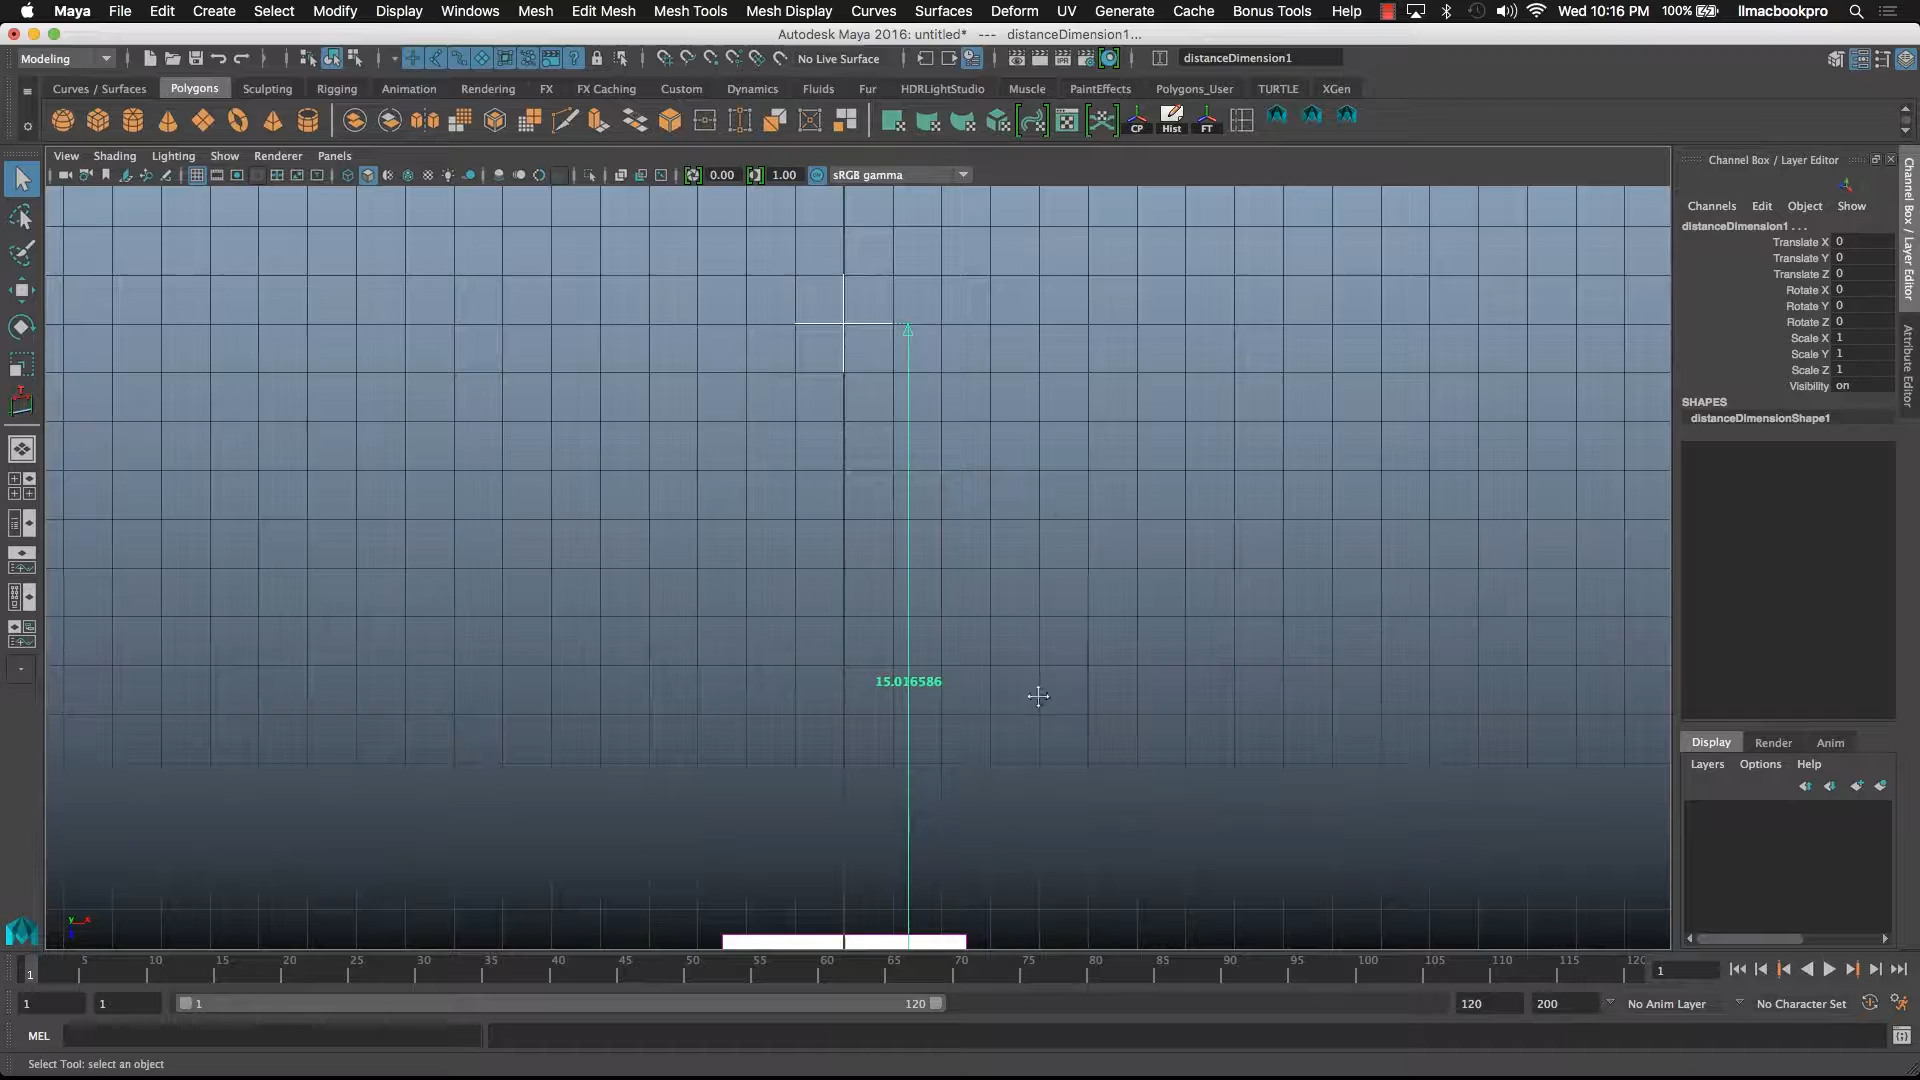 Maya File Edit Create Select Modify Display Windows Mesh Edit Mesh Mesh Tools Mesh Display Curves Surfaces Deform UV Generate Cache Bonus Tools Help Wed 10:16 PM 100% llmacbookpro
Autodesk Maya 2016: untitled* --- distanceDimension1...
Modeling No Live Surface distanceDimension1
Curves / Surfaces Polygons Sculpting Rigging Animation Rendering FX FX Caching Custom Dynamics Fluids Fur HDRLightStudio Muscle PaintEffects Polygons_User TURTLE XGen
CP Hist FT
View Shading Lighting Show Renderer Panels
0.00 1.00 sRGB gamma
15.016586
y x
Channel Box / Layer Editor
Channels Edit Object Show
distanceDimension1 . . .
Translate X 0
Translate Y 0
Translate Z 0
Rotate X 0
Rotate Y 0
Rotate Z 0
Scale X 1
Scale Y 1
Scale Z 1
Visibility on
SHAPES
distanceDimensionShape1
Channel Box / Layer Editor
Attribute Editor
Display Render Anim
Layers Options Help
1 5 10 15 20 25 30 35 40 45 50 55 60 65 70 75 80 85 90 95 100 105 110 115 120 1
1 1 1 120 120 200 No Anim Layer No Character Set
MEL
Select Tool: select an object